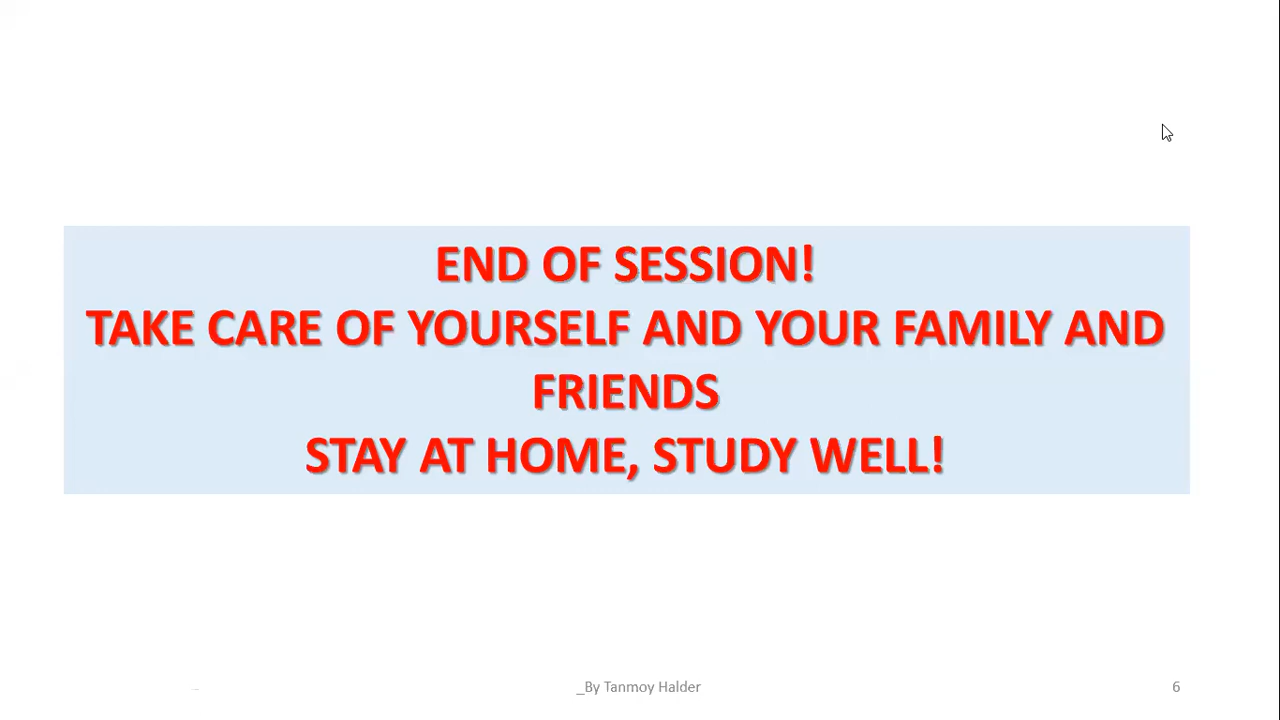 END OF SESSION!
TAKE CARE OF YOURSELF AND YOUR FAMILY AND
FRIENDS
STAY AT HOME, STUDY WELL!
_By Tanmoy Halder
6